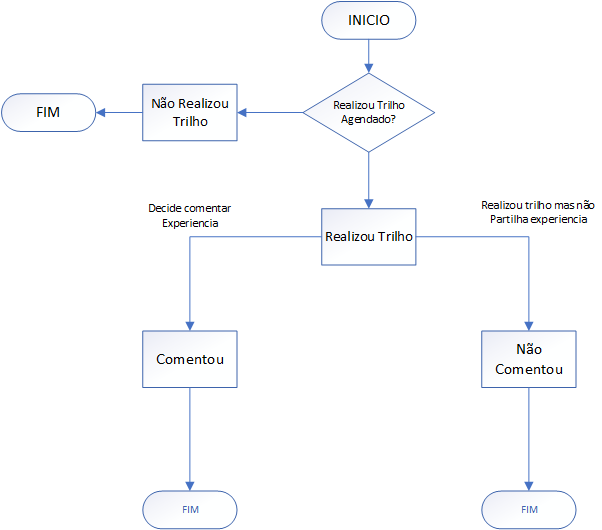 INICIO
Realizou Trilho
Agendado?
Não Realizou
Trilho
FIM
Decide comentar
Experiencia
Realizou trilho mas não
Partilha experiencia
Realizou Trilho
Comentou
Não
Comentou
FIM
FIM